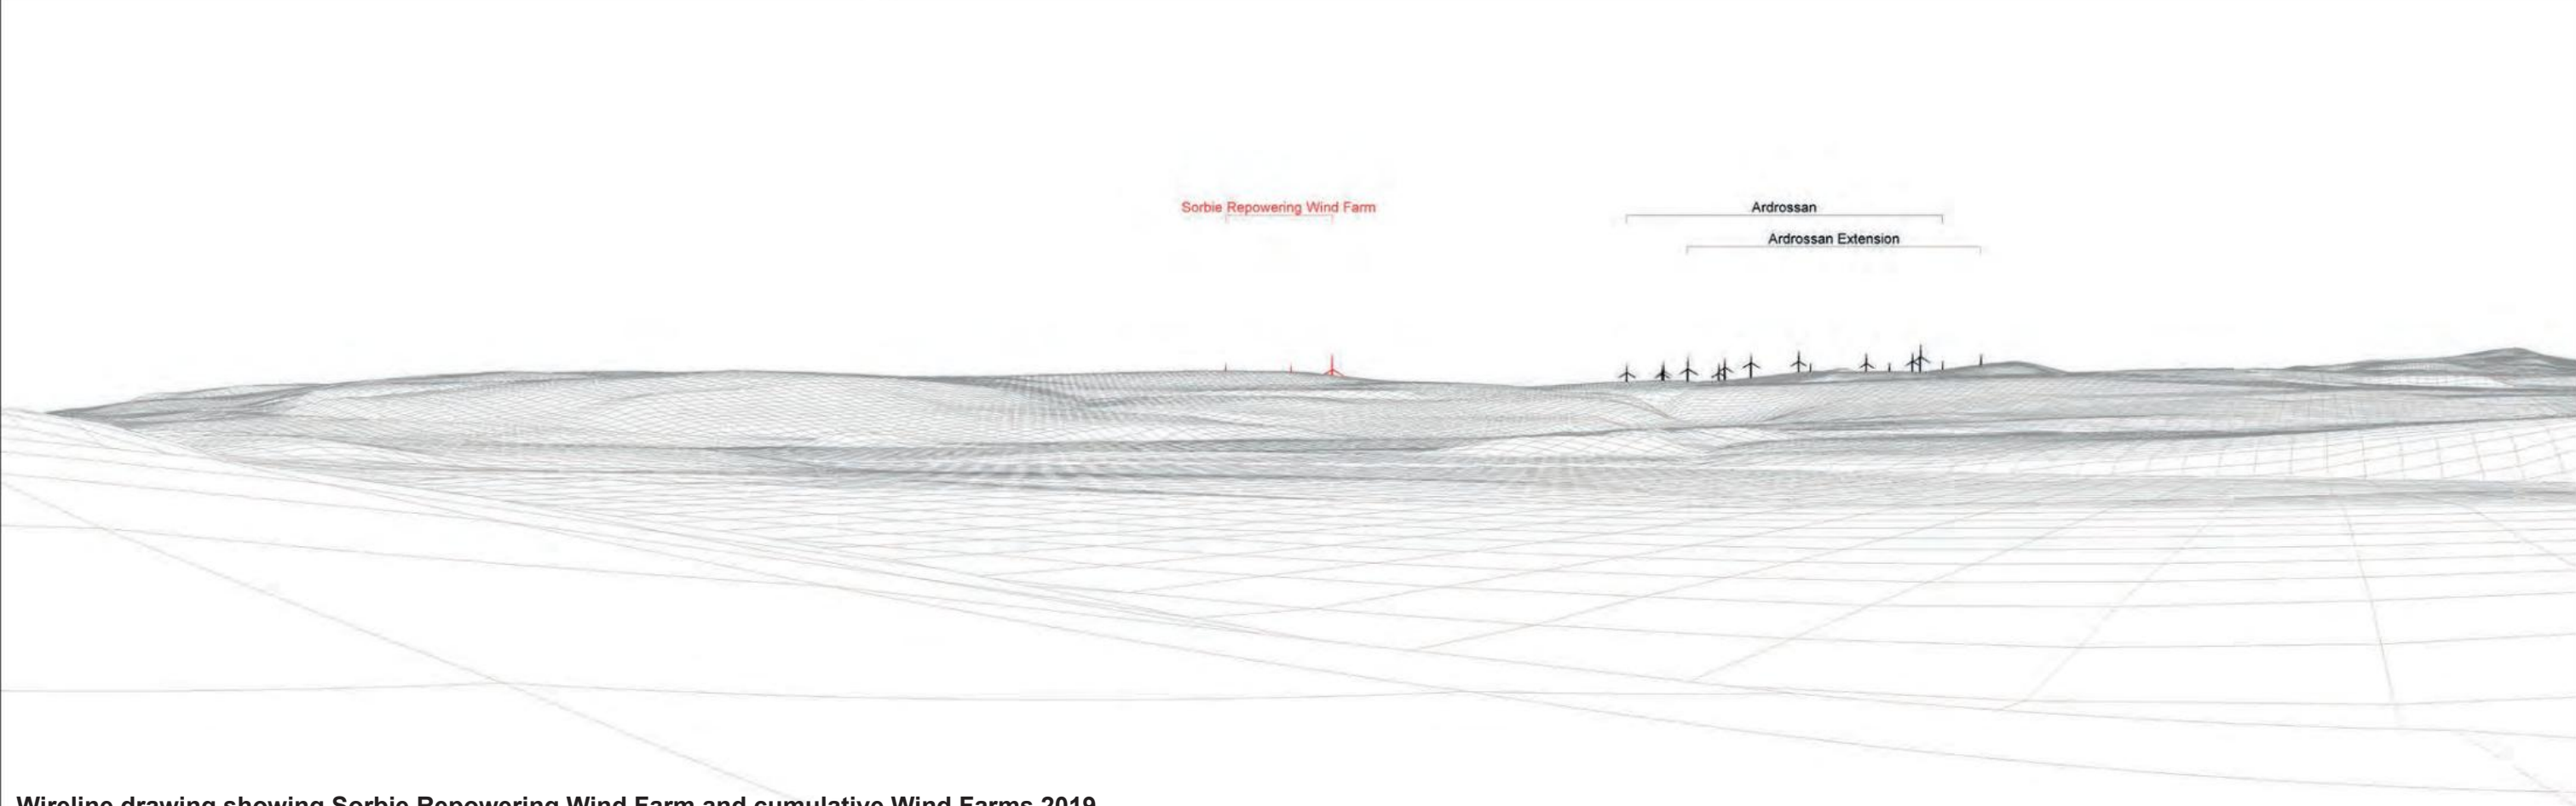 Sorbie Repowering Wind Farm
Ardrossan
Ardrossan Extension
Wireline drawing showing Sorbie Repowering Wind Farm and cumulative Wind Farms 2019